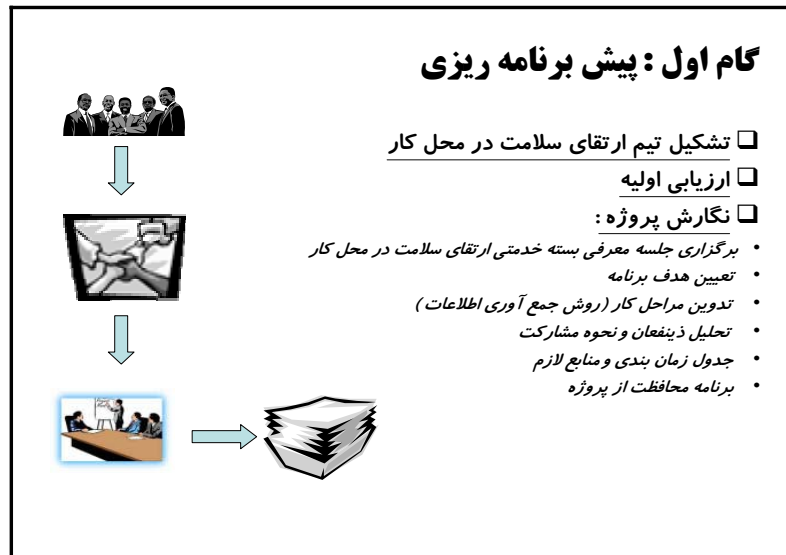 گام اول : پیش برنامه ریزی
❑ تشکیل تیم ارتقای سلامت در محل کار
❑ ارزیابی اولیه
❑ نگارش پروژه :
• برگزاری جلسه معرفی بسته خدمتی ارتقای سلامت در محل کار
• تعیین هدف برنامه
• تدوین مراحل کار (روش جمع آوری اطلاعات )
• تحلیل ذینفعان و نحوه مشارکت
• جدول زمان بندی و منابع لازم
• برنامه محافظت از پروژه